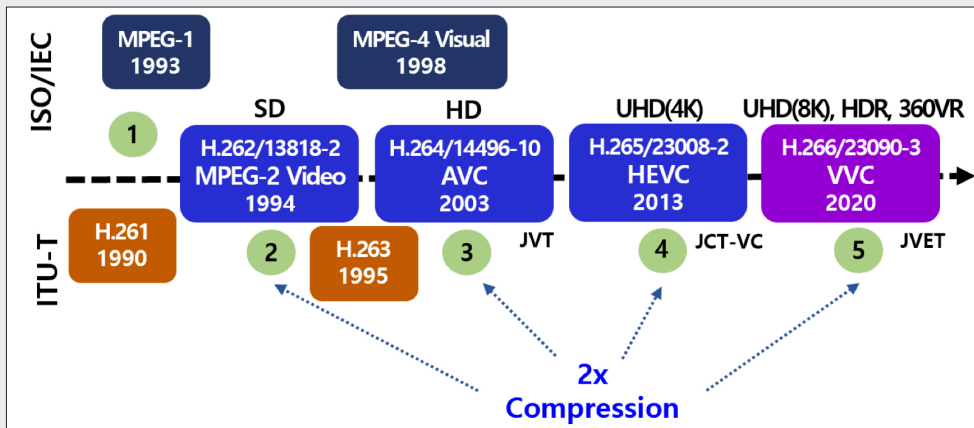 ISO/IEC
ITU-T
MPEG-1
1993
MPEG-4 Visual
1998
1
SD
HD
UHD(4K)
UHD(8K), HDR, 360VR
H.262/13818-2
MPEG-2 Video
1994
H.264/14496-10
AVC
2003
H.265/23008-2
HEVC
2013
H.266/23090-3
VVC
2020
H.261
1990
2
H.263
1995
3
JVT
4
JCT-VC
5
JVET
2x
Compression